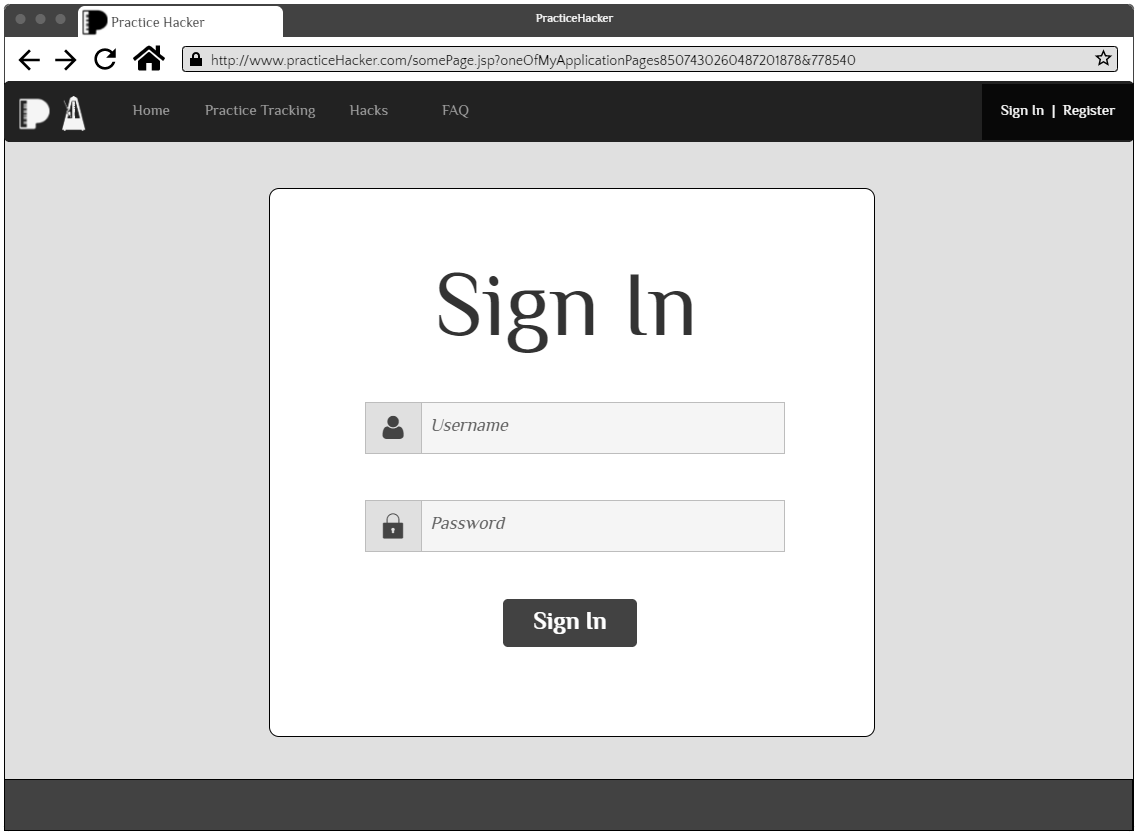 Practice Hacker
PracticeHacker
http://www.practiceHacker.com/somePage.jsp?oneOfMyApplicationPages8507430260487201878&778540
Home Practice Tracking Hacks FAQ Sign In | Register
Sign In
Username
Password
Sign In